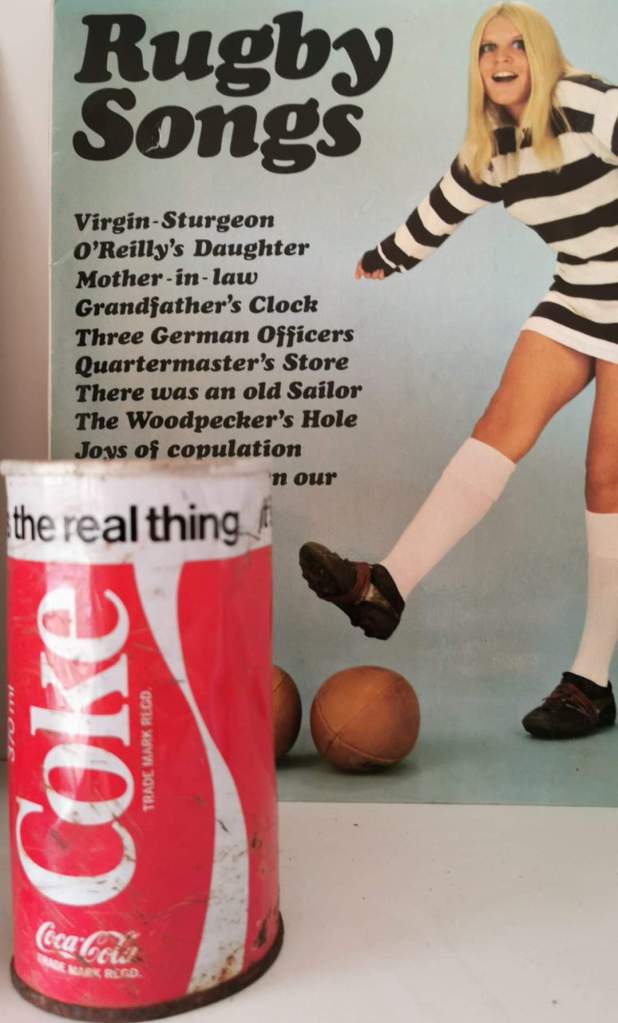 Rugby
Songs
Virgin-Sturgeon
O'Reilly's Daughter
Mother-in-law
Grandfather's Clock
Three German Officers
Quartermaster's Store
There was an old Sailor
The Woodpecker's Hole
Joys of copulation
n our
s the real thing
Coke
TRADE MARK REGD.
370 ml
Coca-Cola
TRADE MARK REGD.